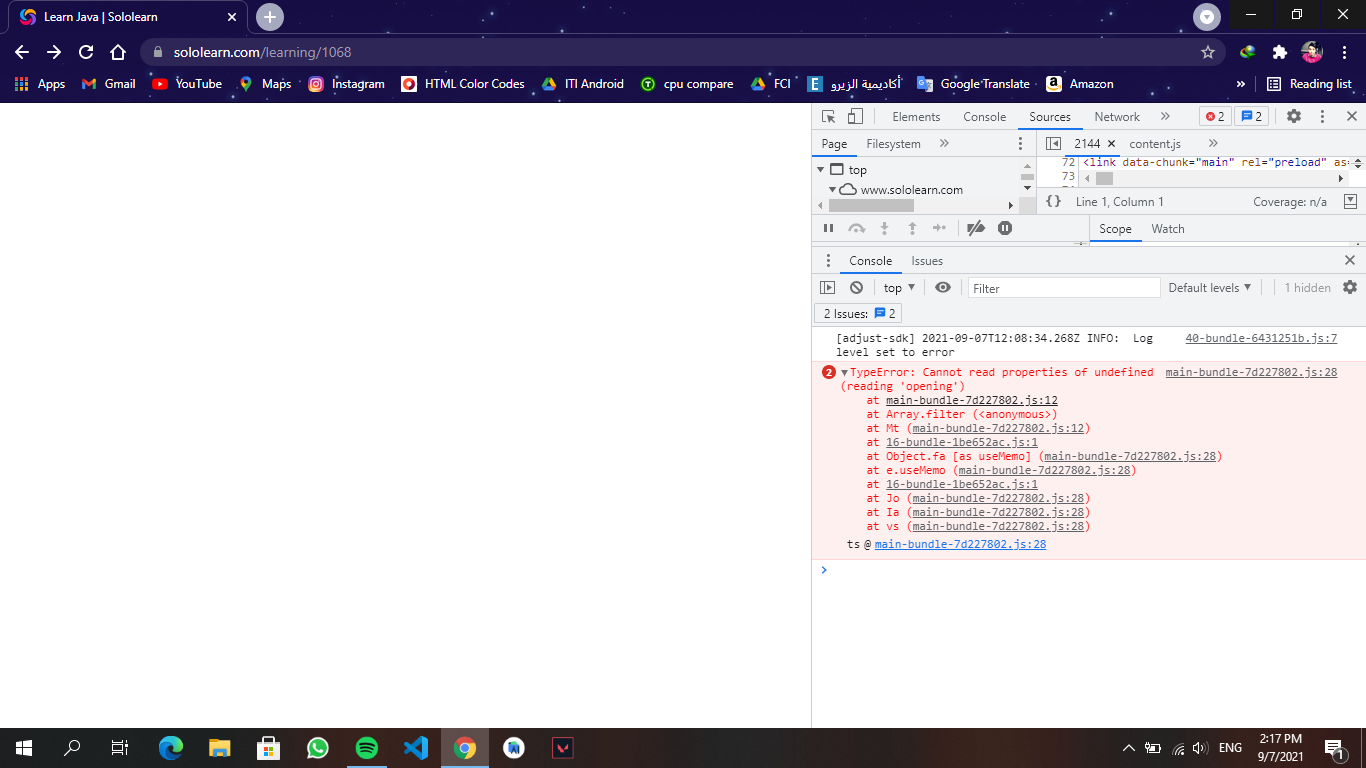 Learn Java | Sololearn
sololearn.com/learning/1068
Apps Gmail YouTube Maps Instagram HTML Color Codes ITI Android cpu compare FCI أكاديمية الزيرو Google Translate Amazon » Reading list
Elements Console Sources Network » 2 2
Page Filesystem » 2144 content.js »
top
www.sololearn.com
72 <link data-chunk="main" rel="preload" as=
73
{} Line 1, Column 1 Coverage: n/a
Scope Watch
Console Issues
top Filter Default levels 1 hidden
2 Issues: 2
[adjust-sdk] 2021-09-07T12:08:34.268Z INFO: Log 40-bundle-6431251b.js:7
level set to error
2 TypeError: Cannot read properties of undefined main-bundle-7d227802.js:28
(reading 'opening')
at main-bundle-7d227802.js:12
at Array.filter (<anonymous>)
at Mt (main-bundle-7d227802.js:12)
at 16-bundle-1be652ac.js:1
at Object.fa [as useMemo] (main-bundle-7d227802.js:28)
at e.useMemo (main-bundle-7d227802.js:28)
at 16-bundle-1be652ac.js:1
at Jo (main-bundle-7d227802.js:28)
at Ia (main-bundle-7d227802.js:28)
at vs (main-bundle-7d227802.js:28)
ts @ main-bundle-7d227802.js:28
ENG
2:17 PM
9/7/2021
1